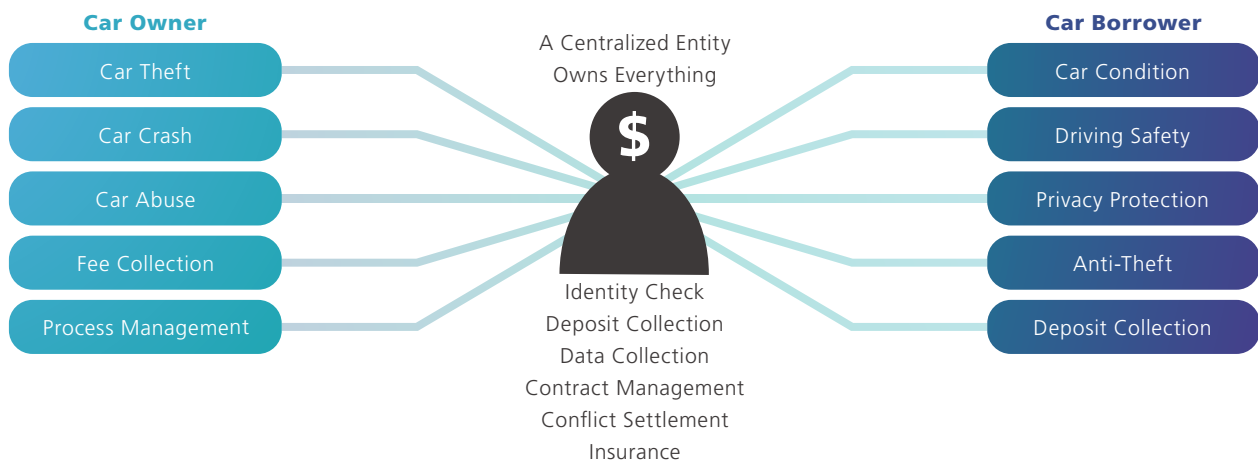 Car Owner
Car Theft
Car Crash
Car Abuse
Fee Collection
Process Management
A Centralized Entity
Owns Everything
$
Identity Check
Deposit Collection
Data Collection
Contract Management
Conflict Settlement
Insurance
Car Borrower
Car Condition
Driving Safety
Privacy Protection
Anti-Theft
Deposit Collection